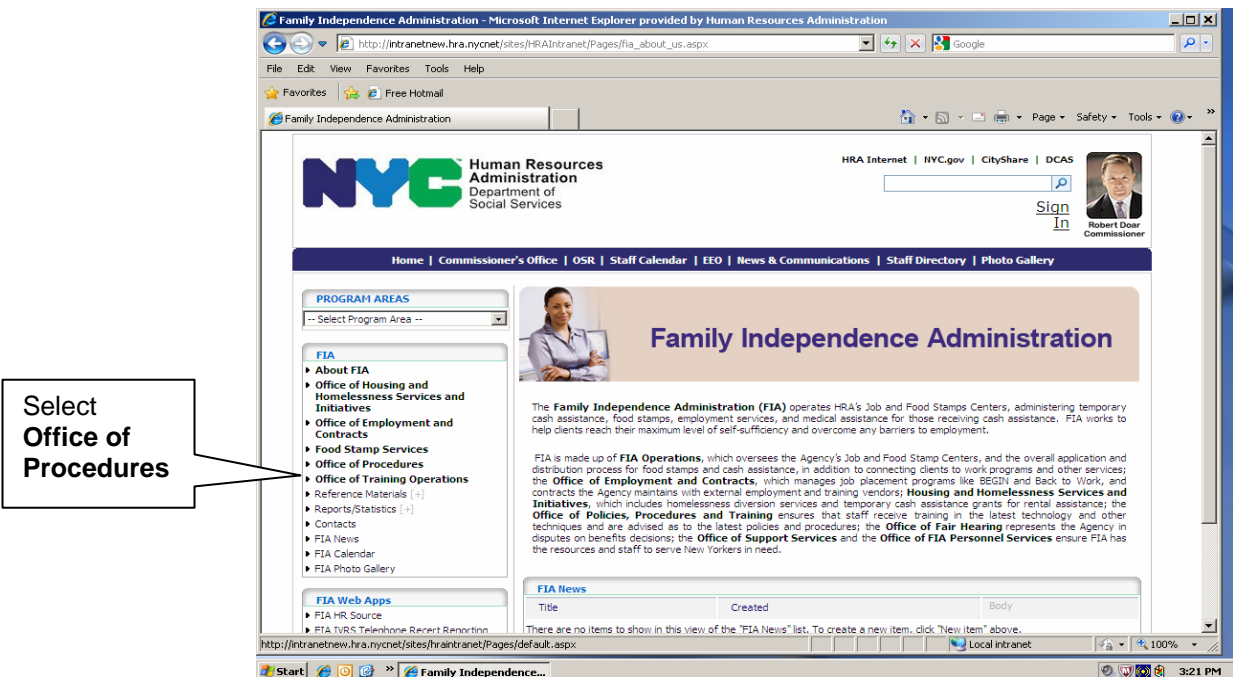 Family Independence Administration - Microsoft Internet Explorer provided by Human Resources Administration
http://intranetnew.hra.nycnet/sites/HRAIntranet/Pages/fia_about_us.aspx
Google
File Edit View Favorites Tools Help
Favorites Free Hotmail
Family Independence Administration
Page Safety Tools
NYC
Human Resources
Administration
Department of
Social Services
HRA Internet | NYC.gov | CityShare | DCAS
Sign
In
Robert Doar
Commissioner
Home | Commissioner's Office | OSR | Staff Calendar | EEO | News & Communications | Staff Directory | Photo Gallery
PROGRAM AREAS
-- Select Program Area --
FIA
About FIA
Office of Housing and
Homelessness Services and
Initiatives
Office of Employment and
Contracts
Food Stamp Services
Office of Procedures
Office of Training Operations
Reference Materials [+]
Reports/Statistics [+]
Contacts
FIA News
FIA Calendar
FIA Photo Gallery
FIA Web Apps
FIA HR Source
FIA IVRS Telephone Recert Reporting
Select
Office of
Procedures
Family Independence Administration
The Family Independence Administration (FIA) operates HRA's Job and Food Stamps Centers, administering temporary
cash assistance, food stamps, employment services, and medical assistance for those receiving cash assistance. FIA works to
help clients reach their maximum level of self-sufficiency and overcome any barriers to employment.
FIA is made up of FIA Operations, which oversees the Agency's Job and Food Stamp Centers, and the overall application and
distribution process for food stamps and cash assistance, in addition to connecting clients to work programs and other services;
the Office of Employment and Contracts, which manages job placement programs like BEGIN and Back to Work, and
contracts the Agency maintains with external employment and training vendors; Housing and Homelessness Services and
Initiatives, which includes homelessness diversion services and temporary cash assistance grants for rental assistance; the
Office of Policies, Procedures and Training ensures that staff receive training in the latest technology and other
techniques and are advised as to the latest policies and procedures; the Office of Fair Hearing represents the Agency in
disputes on benefits decisions; the Office of Support Services and the Office of FIA Personnel Services ensure FIA has
the resources and staff to serve New Yorkers in need.
FIA News
Title Created Body
There are no items to show in this view of the "FIA News" list. To create a new item, click "New item" above.
http://intranetnew.hra.nycnet/sites/hraintranet/Pages/default.aspx
Local intranet
100%
Start
Family Independence...
3:21 PM